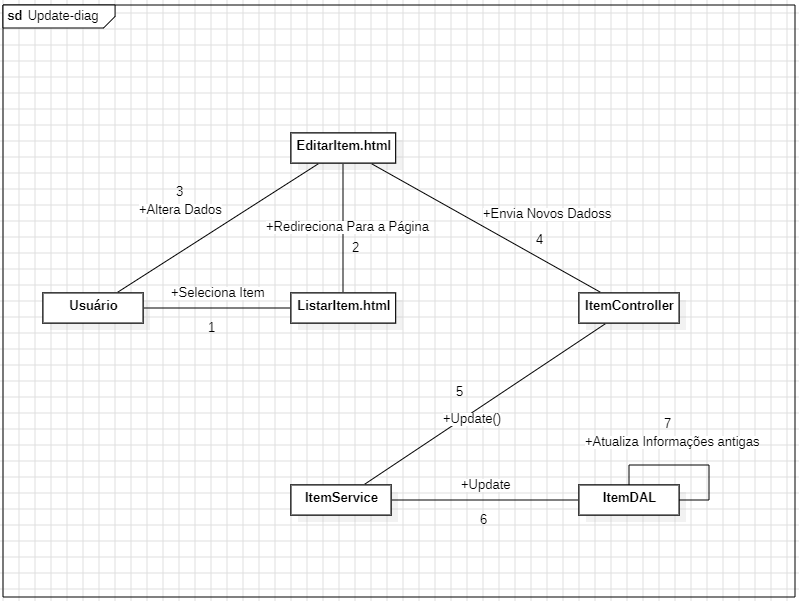 sd Update-diag
EditarItem.html
3
+Altera Dados
+Envia Novos Dadoss
+Redireciona Para a Página
4
2
+Seleciona Item
Usuário
ListarItem.html
ItemController
1
5
+Update()
7
+Atualiza Informações antigas
+Update
ItemService
ItemDAL
6